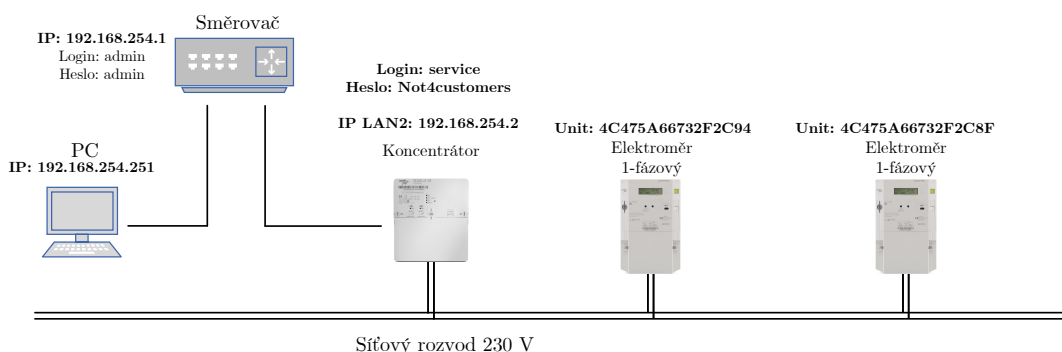 Směrovač
IP: 192.168.254.1
Login: admin
Heslo: admin
Login: service
Heslo: Not4customers
IP LAN2: 192.168.254.2
Koncentrátor
Unit: 4C475A66732F2C94
Elektroměr
1-fázový
Unit: 4C475A66732F2C8F
Elektroměr
1-fázový
PC
IP: 192.168.254.251
Síťový rozvod 230 V